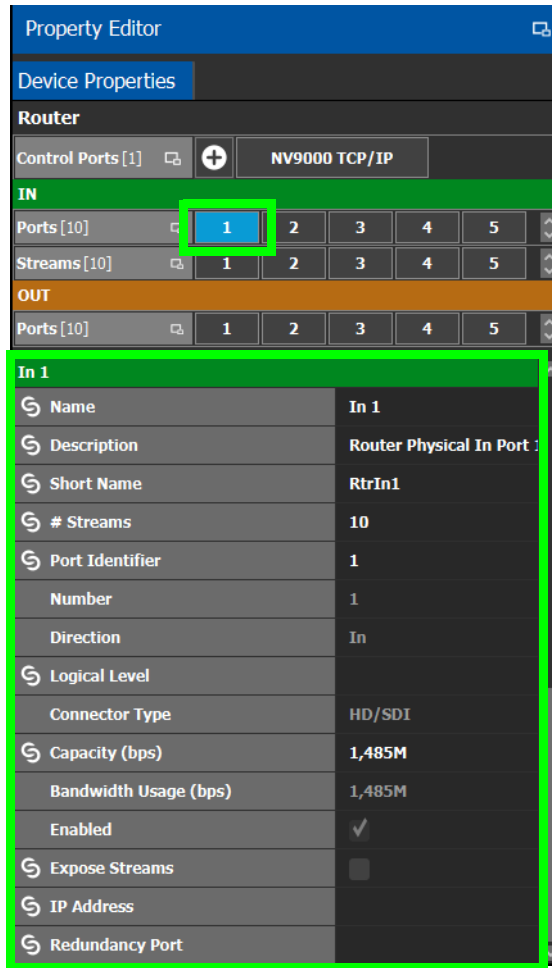 Property Editor
Device Properties
Router
Control Ports [1] NV9000 TCP/IP
IN
Ports [10] 1 2 3 4 5
Streams [10] 1 2 3 4 5
OUT
Ports [10] 1 2 3 4 5
In 1
Name In 1
Description Router Physical In Port 1
Short Name RtrIn1
# Streams 10
Port Identifier 1
Number 1
Direction In
Logical Level
Connector Type HD/SDI
Capacity (bps) 1,485M
Bandwidth Usage (bps) 1,485M
Enabled
Expose Streams
IP Address
Redundancy Port